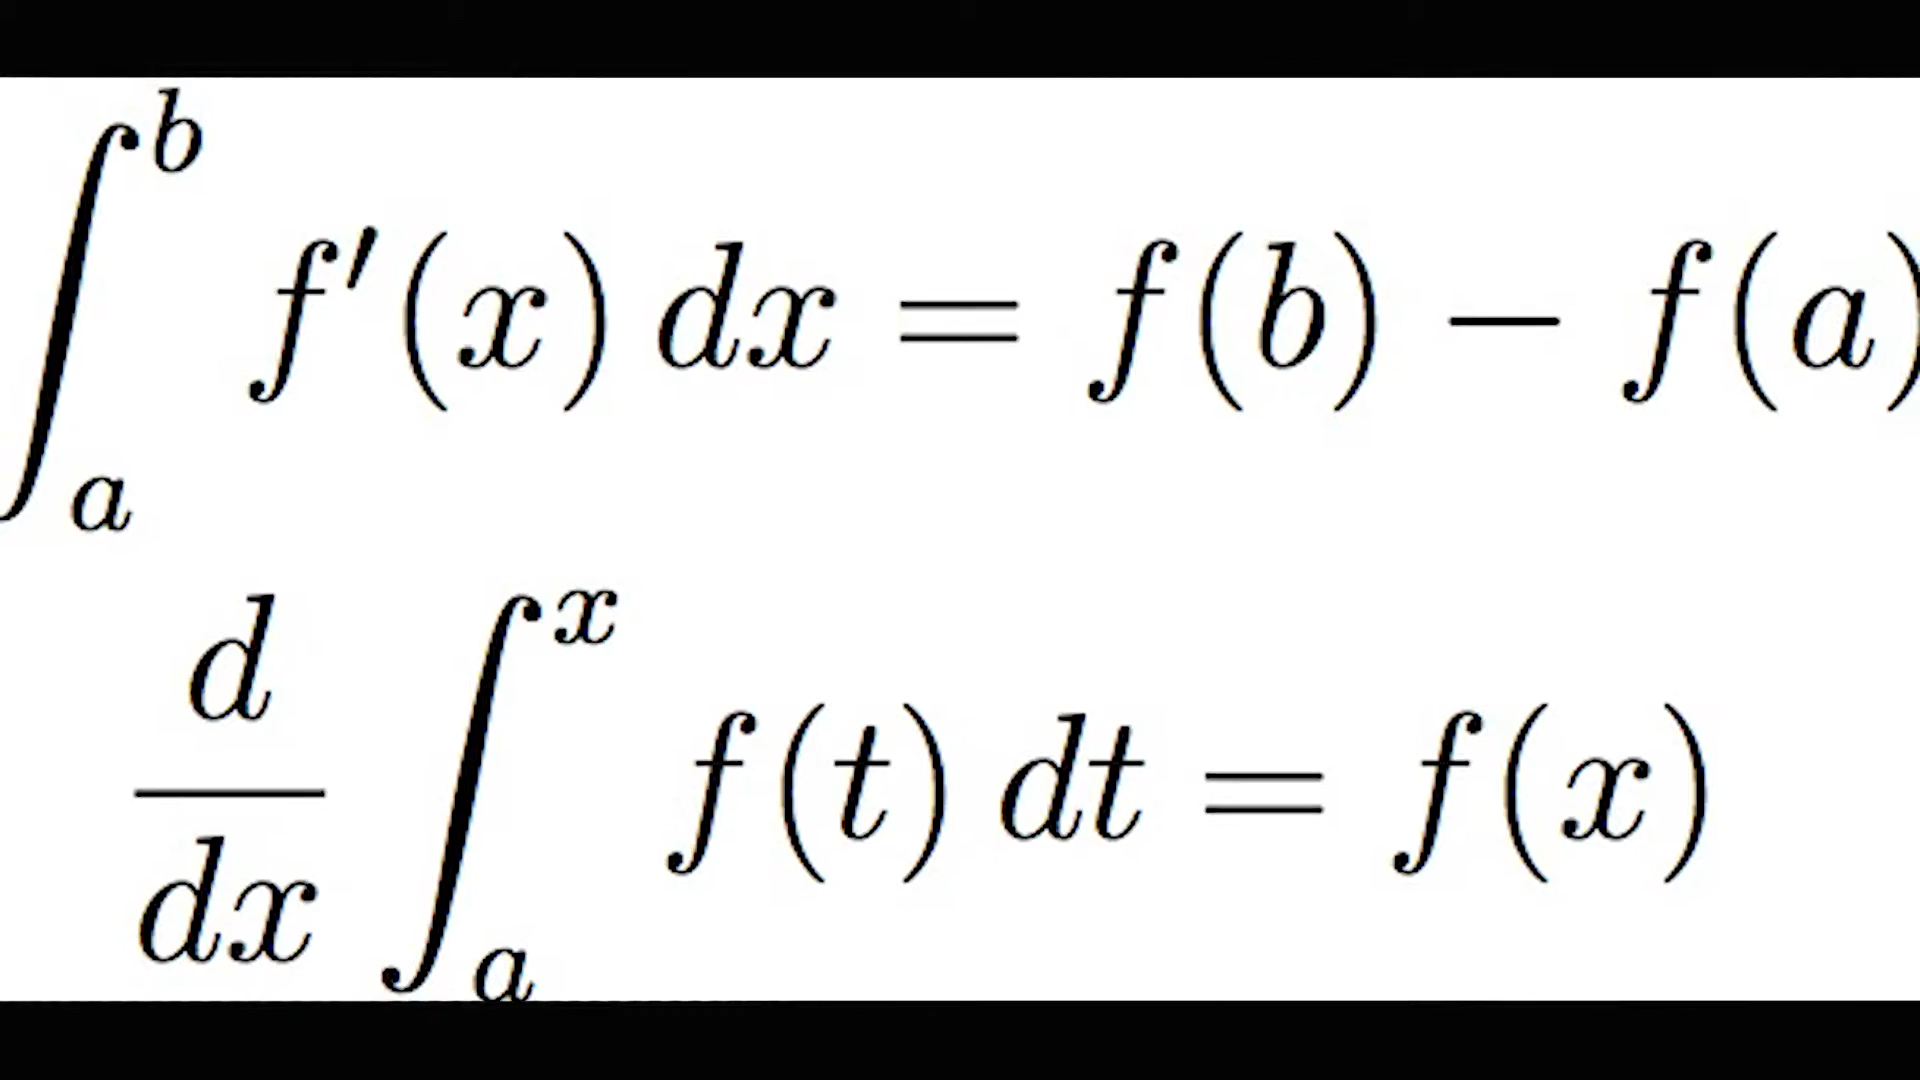 ∫_a^b f′(x) dx = f(b) − f(a)
d/dx ∫_a^x f(t) dt = f(x)